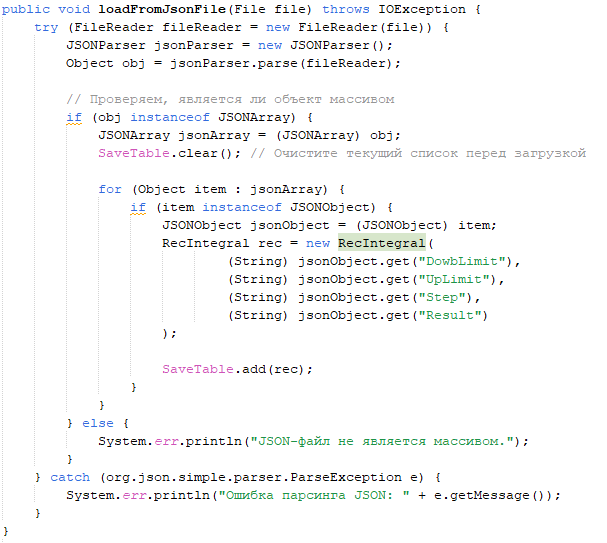 public void loadFromJsonFile(File file) throws IOException {
    try (FileReader fileReader = new FileReader(file)) {
        JSONParser jsonParser = new JSONParser();
        Object obj = jsonParser.parse(fileReader);

        // Проверяем, является ли объект массивом
        if (obj instanceof JSONArray) {
            JSONArray jsonArray = (JSONArray) obj;
            SaveTable.clear(); // Очистите текущий список перед загрузкой

            for (Object item : jsonArray) {
                if (item instanceof JSONObject) {
                    JSONObject jsonObject = (JSONObject) item;
                    RecIntegral rec = new RecIntegral(
                            (String) jsonObject.get("DowbLimit"),
                            (String) jsonObject.get("UpLimit"),
                            (String) jsonObject.get("Step"),
                            (String) jsonObject.get("Result")
                    );

                    SaveTable.add(rec);
                }
            }
        } else {
            System.err.println("JSON-файл не является массивом.");
        }
    } catch (org.json.simple.parser.ParseException e) {
        System.err.println("Ошибка парсинга JSON: " + e.getMessage());
    }
}